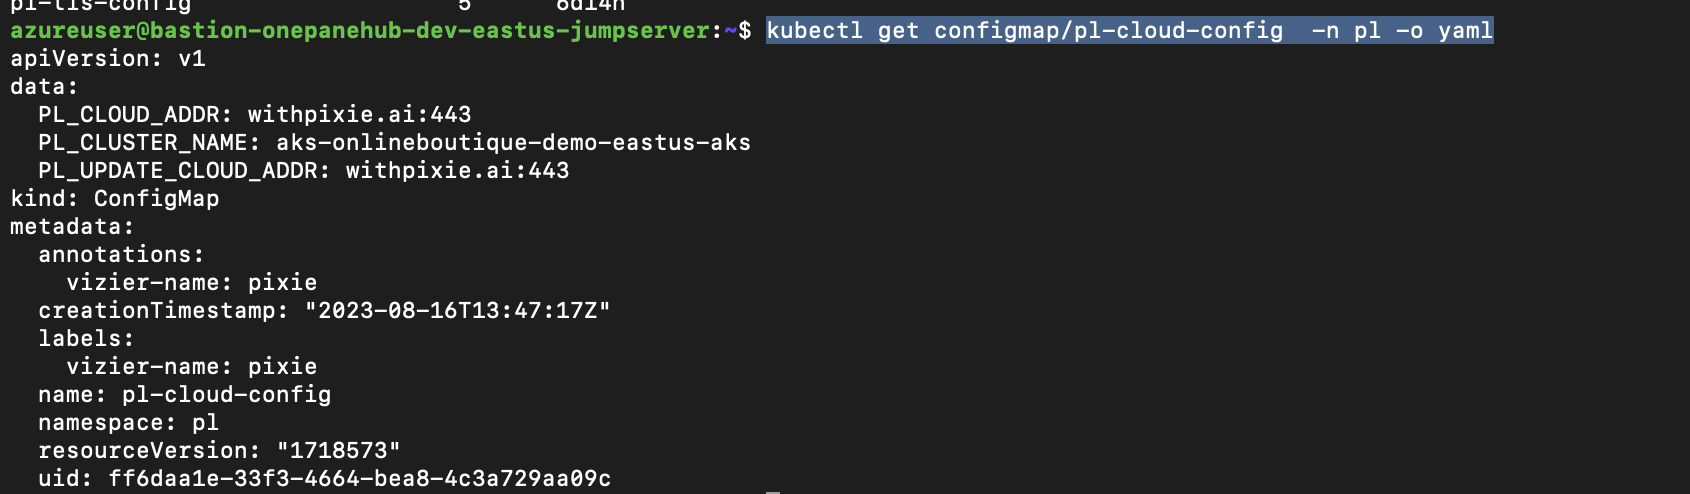 pl-tls-config 5 6d14h
azureuser@bastion-onepanehub-dev-eastus-jumpserver:~$ kubectl get configmap/pl-cloud-config  -n pl -o yaml
apiVersion: v1
data:
  PL_CLOUD_ADDR: withpixie.ai:443
  PL_CLUSTER_NAME: aks-onlineboutique-demo-eastus-aks
  PL_UPDATE_CLOUD_ADDR: withpixie.ai:443
kind: ConfigMap
metadata:
  annotations:
    vizier-name: pixie
  creationTimestamp: "2023-08-16T13:47:17Z"
  labels:
    vizier-name: pixie
  name: pl-cloud-config
  namespace: pl
  resourceVersion: "1718573"
  uid: ff6daa1e-33f3-4664-bea8-4c3a729aa09c